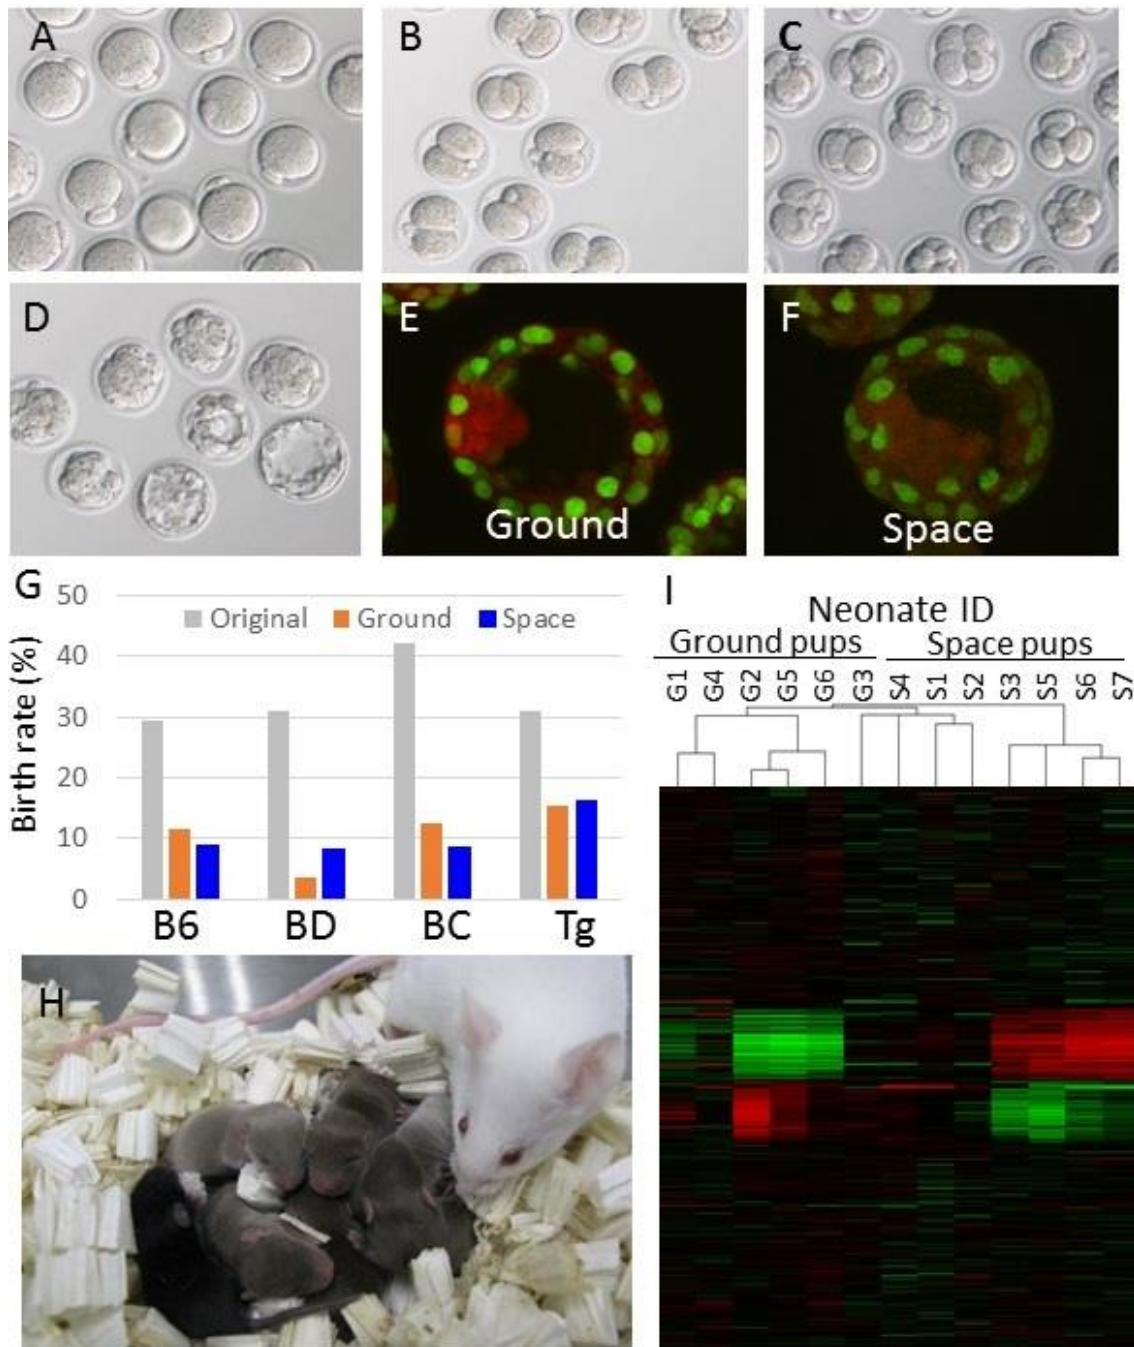 A
B
C
D
E
Ground
F
Space
G
50
40
30
20
10
0
Birth rate (%)
Original Ground Space
B6 BD BC Tg
H
I
Neonate ID
Ground pups Space pups
G1 G4 G2 G5 G6 G3 S4 S1 S2 S3 S5 S6 S7